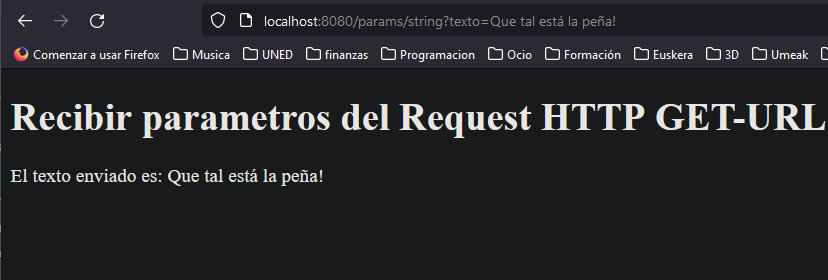 localhost:8080/params/string?texto=Que tal está la peña!
Comenzar a usar Firefox Musica UNED finanzas Programacion Ocio Formación Euskera 3D Umeak
Recibir parametros del Request HTTP GET-URL
El texto enviado es: Que tal está la peña!